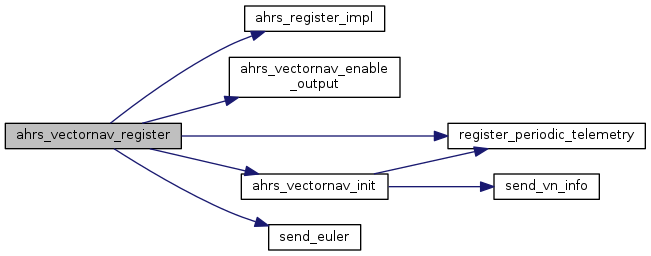 ahrs_register_impl
ahrs_vectornav_enable
_output
ahrs_vectornav_register
register_periodic_telemetry
ahrs_vectornav_init
send_vn_info
send_euler